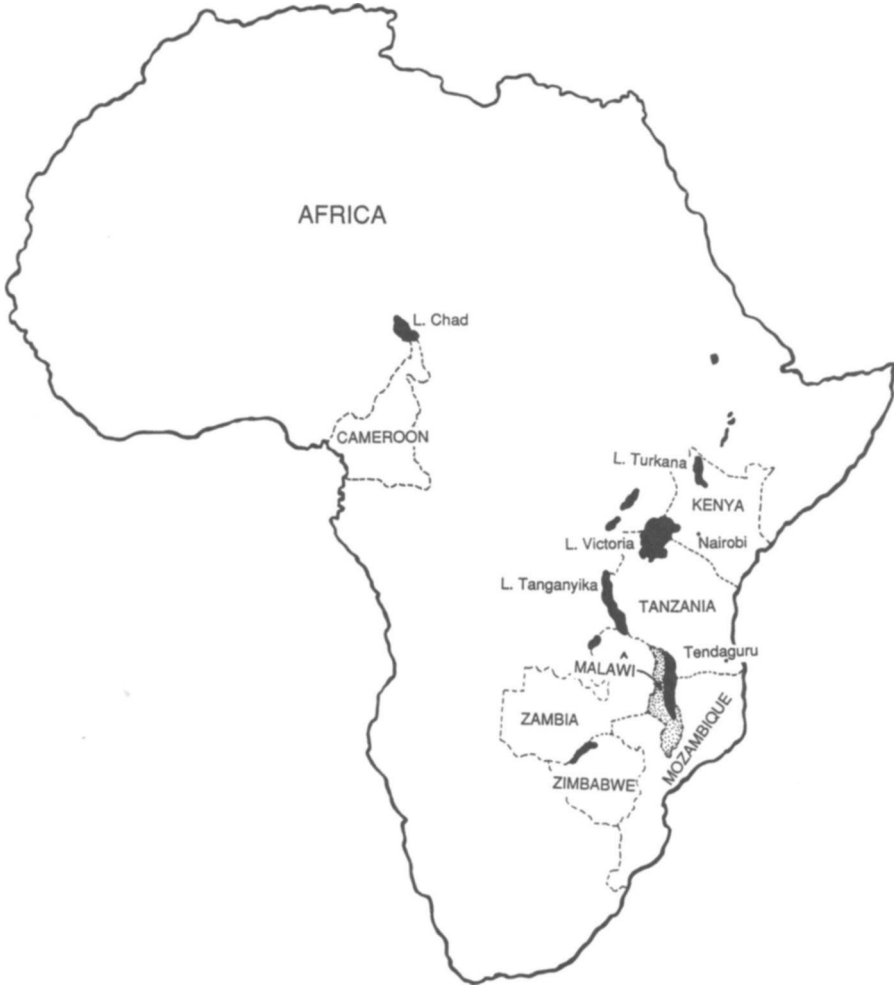 AFRICA
L. Chad
CAMEROON
L. Turkana
KENYA
L. Victoria
Nairobi
L. Tanganyika
TANZANIA
Tendaguru
MALAWI
ZAMBIA
MOZAMBIQUE
ZIMBABWE